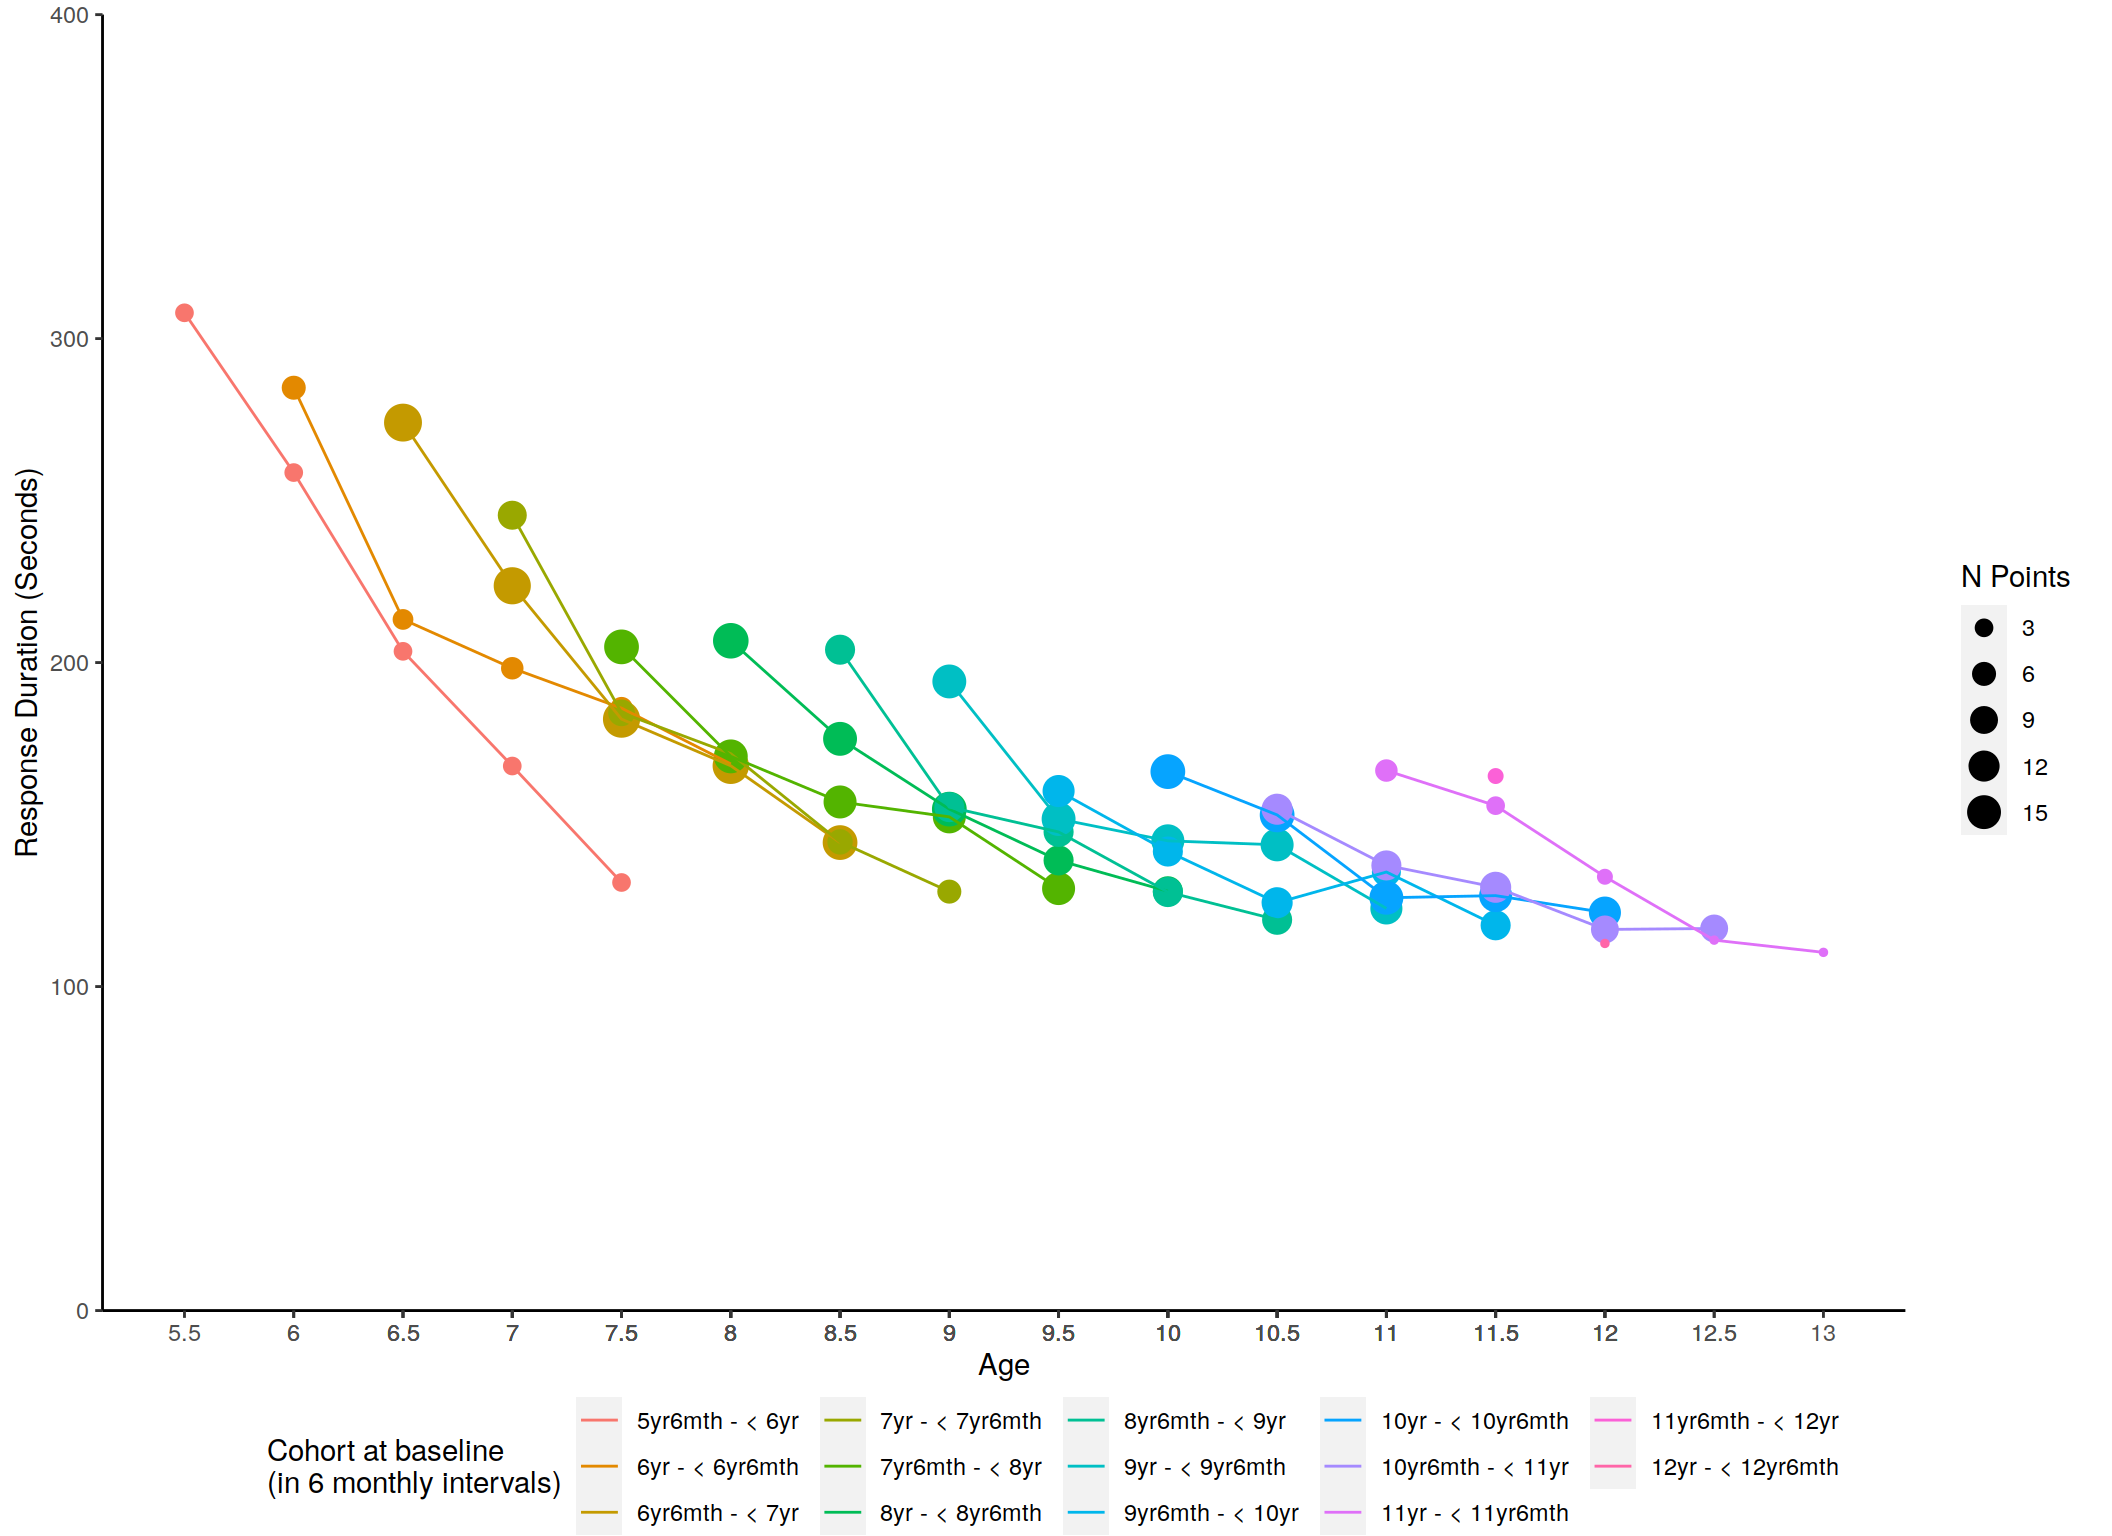 400
300
200
100
0
Response Duration (Seconds)
5.5 6 6.5 7 7.5 8 8.5 9 9.5 10 10.5 11 11.5 12 12.5 13
Age
N Points
3
6
9
12
15
Cohort at baseline
(in 6 monthly intervals)
5yr6mth - < 6yr
6yr - < 6yr6mth
6yr6mth - < 7yr
7yr - < 7yr6mth
7yr6mth - < 8yr
8yr - < 8yr6mth
8yr6mth - < 9yr
9yr - < 9yr6mth
9yr6mth - < 10yr
10yr - < 10yr6mth
10yr6mth - < 11yr
11yr - < 11yr6mth
11yr6mth - < 12yr
12yr - < 12yr6mth